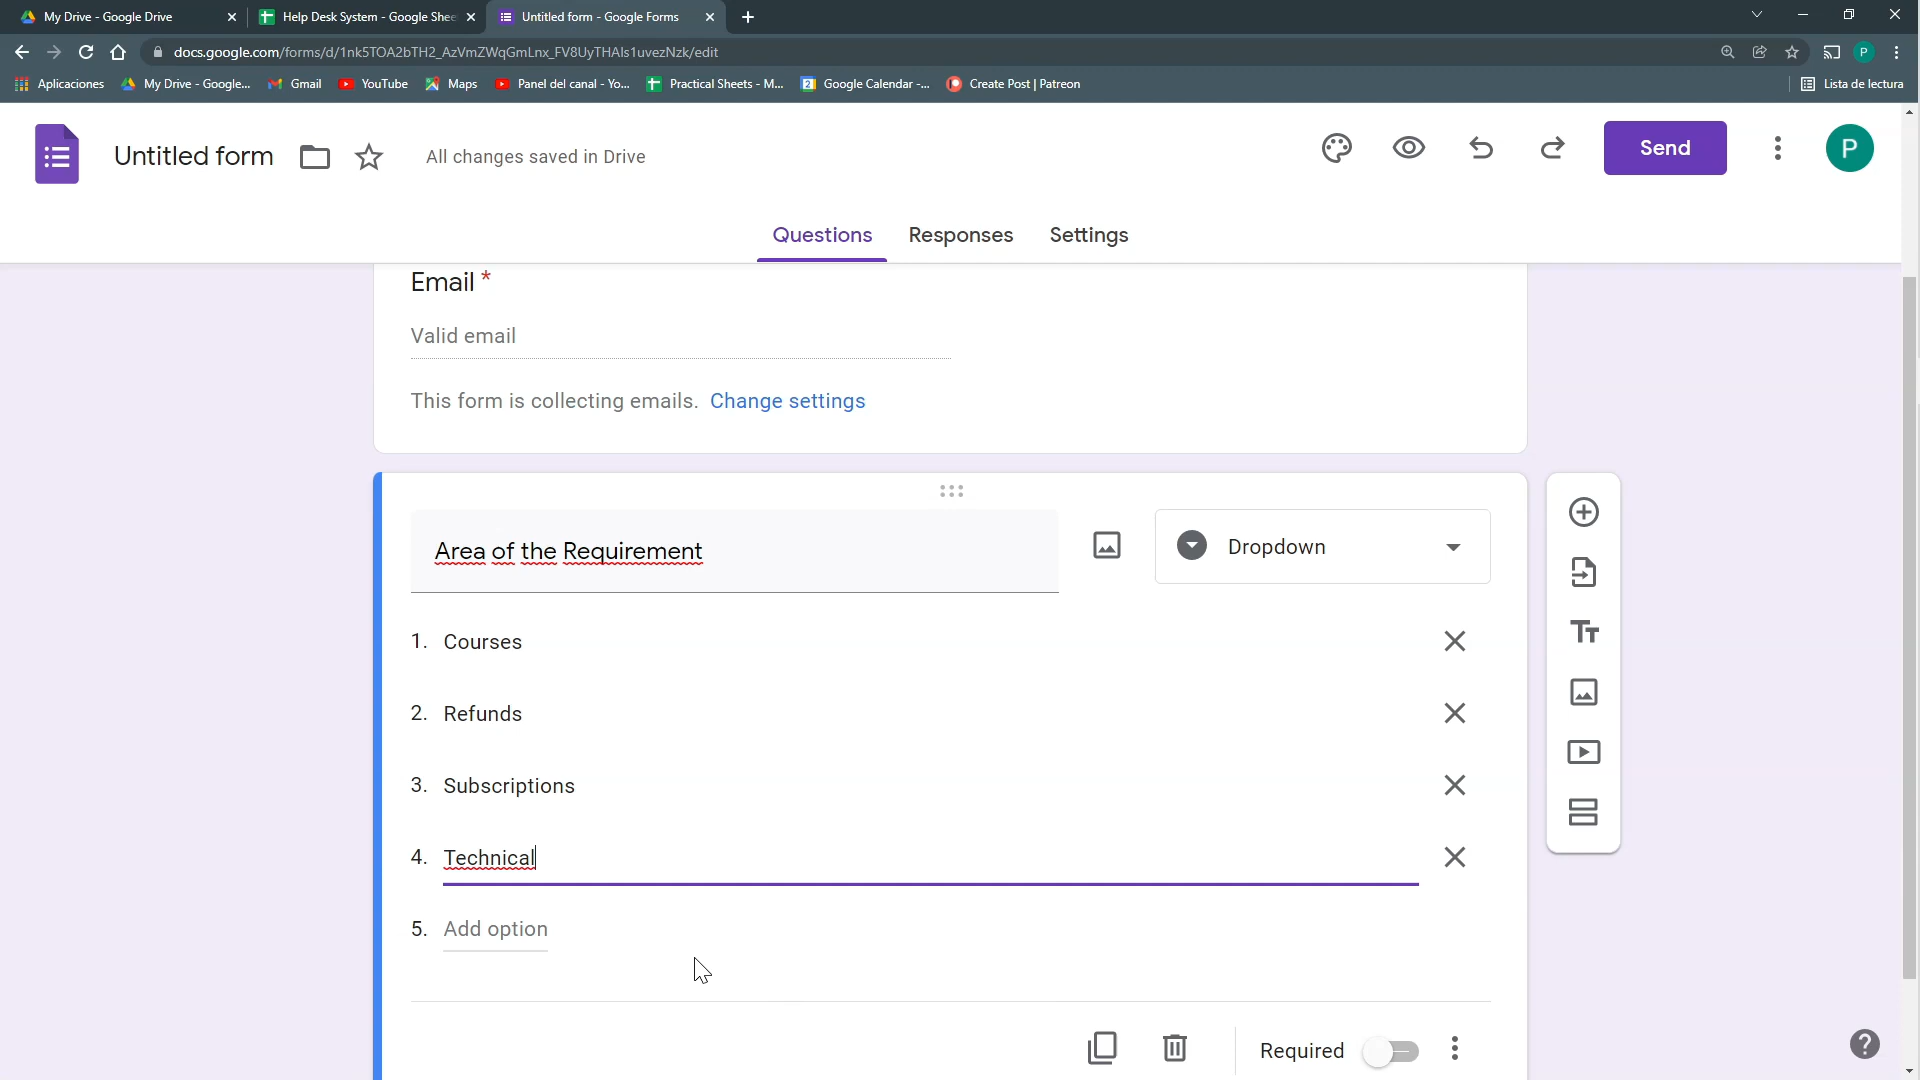 My Drive - Google Drive
Help Desk System - Google Shee
Untitled form - Google Forms
docs.google.com/forms/d/1nk5TOA2bTH2_AzVmZWqGmLnx_FV8UyTHAls1uvezNzk/edit
P
Aplicaciones
My Drive - Google...
Gmail
YouTube
Maps
Panel del canal - Yo...
Practical Sheets - M...
Google Calendar -...
Create Post | Patreon
Lista de lectura
Untitled form
All changes saved in Drive
Send
P
Questions
Responses
Settings
Email *
Valid email
This form is collecting emails. Change settings
Area of the Requirement
Tt
Dropdown
1. Courses
2. Refunds
3. Subscriptions
4. Technical
5. Add option
Required